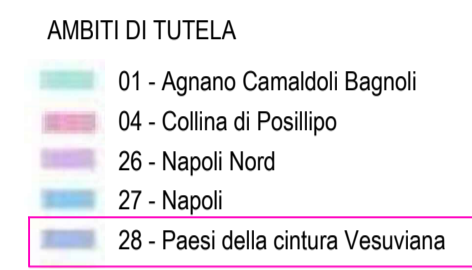 AMBITI DI TUTELA
01 - Agnano Camaldoli Bagnoli
04 - Collina di Posillipo
26 - Napoli Nord
27 - Napoli
28 - Paesi della cintura Vesuviana